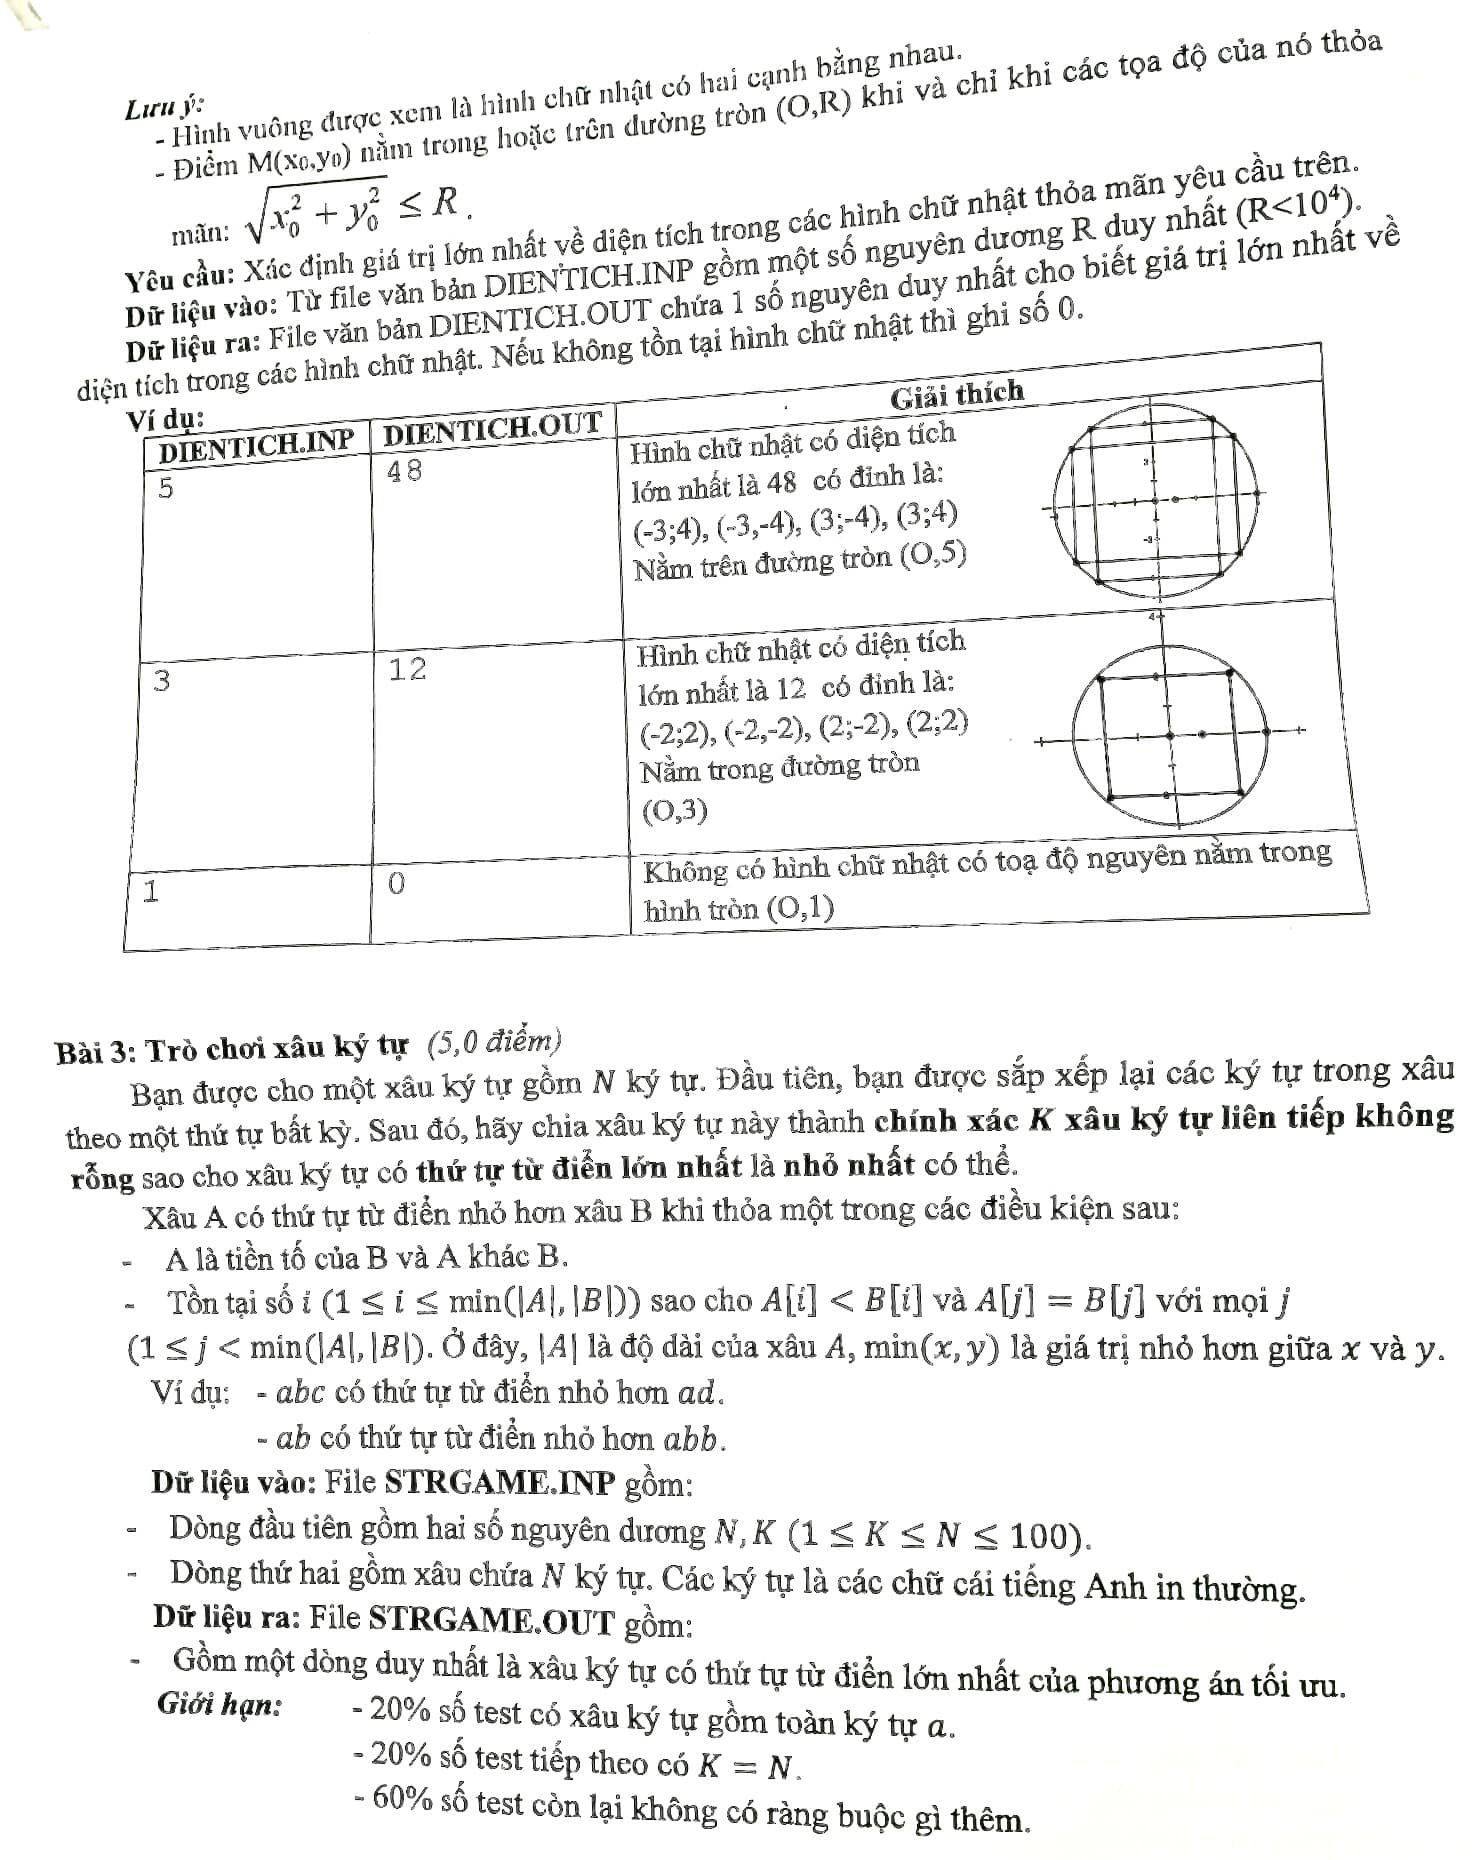 Lưu ý:
- Hình vuông được xem là hình chữ nhật có hai cạnh bằng nhau.
- Điểm M(x₀,y₀) nằm trong hoặc trên đường tròn (O,R) khi và chỉ khi các tọa độ của nó thỏa
mãn: √(x₀² + y₀²) ≤ R .
Yêu cầu: Xác định giá trị lớn nhất về diện tích trong các hình chữ nhật thỏa mãn yêu cầu trên.
Dữ liệu vào: Từ file văn bản DIENTICH.INP gồm một số nguyên dương R duy nhất (R<10⁴).
Dữ liệu ra: File văn bản DIENTICH.OUT chứa 1 số nguyên duy nhất cho biết giá trị lớn nhất về
diện tích trong các hình chữ nhật. Nếu không tồn tại hình chữ nhật thì ghi số 0.
Ví dụ:
DIENTICH.INP DIENTICH.OUT Giải thích
5 48 Hình chữ nhật có diện tích
lớn nhất là 48 có đỉnh là:
(-3;4), (-3,-4), (3;-4), (3;4)
Nằm trên đường tròn (O,5)
3
-3
3 12 Hình chữ nhật có diện tích
lớn nhất là 12 có đỉnh là:
(-2;2), (-2,-2), (2;-2), (2;2)
Nằm trong đường tròn
(O,3)
4
1 0 Không có hình chữ nhật có toạ độ nguyên nằm trong
hình tròn (O,1)
Bài 3: Trò chơi xâu ký tự (5,0 điểm)
Bạn được cho một xâu ký tự gồm N ký tự. Đầu tiên, bạn được sắp xếp lại các ký tự trong xâu
theo một thứ tự bất kỳ. Sau đó, hãy chia xâu ký tự này thành chính xác K xâu ký tự liên tiếp không
rỗng sao cho xâu ký tự có thứ tự từ điển lớn nhất là nhỏ nhất có thể.
Xâu A có thứ tự từ điển nhỏ hơn xâu B khi thỏa một trong các điều kiện sau:
- A là tiền tố của B và A khác B.
- Tồn tại số i (1 ≤ i ≤ min(|A|, |B|)) sao cho A[i] < B[i] và A[j] = B[j] với mọi j
(1 ≤ j < min(|A|, |B|). Ở đây, |A| là độ dài của xâu A, min(x, y) là giá trị nhỏ hơn giữa x và y.
Ví dụ: - abc có thứ tự từ điển nhỏ hơn ad.
- ab có thứ tự từ điển nhỏ hơn abb.
Dữ liệu vào: File STRGAME.INP gồm:
- Dòng đầu tiên gồm hai số nguyên dương N, K (1 ≤ K ≤ N ≤ 100).
- Dòng thứ hai gồm xâu chứa N ký tự. Các ký tự là các chữ cái tiếng Anh in thường.
Dữ liệu ra: File STRGAME.OUT gồm:
- Gồm một dòng duy nhất là xâu ký tự có thứ tự từ điển lớn nhất của phương án tối ưu.
Giới hạn: - 20% số test có xâu ký tự gồm toàn ký tự a.
- 20% số test tiếp theo có K = N.
- 60% số test còn lại không có ràng buộc gì thêm.